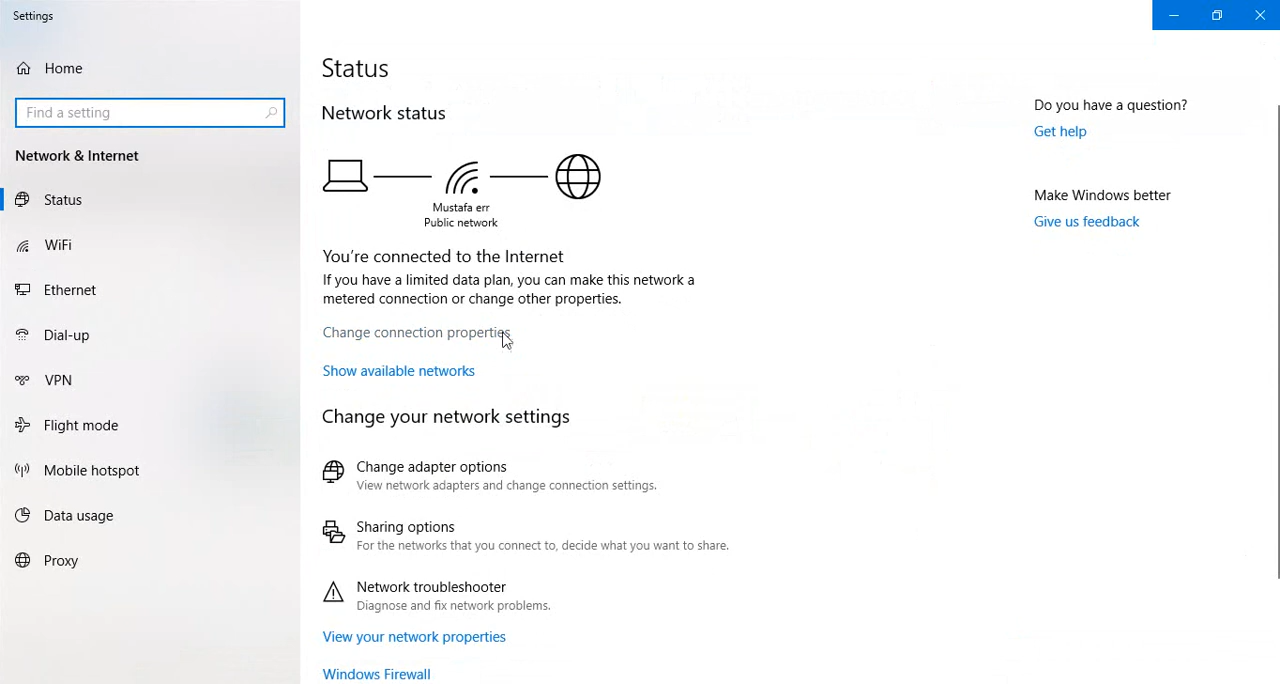 Settings
Home
Find a setting
Network & Internet
Status
WiFi
Ethernet
Dial-up
VPN
Flight mode
Mobile hotspot
Data usage
Proxy
Status
Network status
Mustafa err
Public network
You're connected to the Internet
If you have a limited data plan, you can make this network a
metered connection or change other properties.
Change connection properties
Show available networks
Change your network settings
Change adapter options
View network adapters and change connection settings.
Sharing options
For the networks that you connect to, decide what you want to share.
Network troubleshooter
Diagnose and fix network problems.
View your network properties
Windows Firewall
Do you have a question?
Get help
Make Windows better
Give us feedback